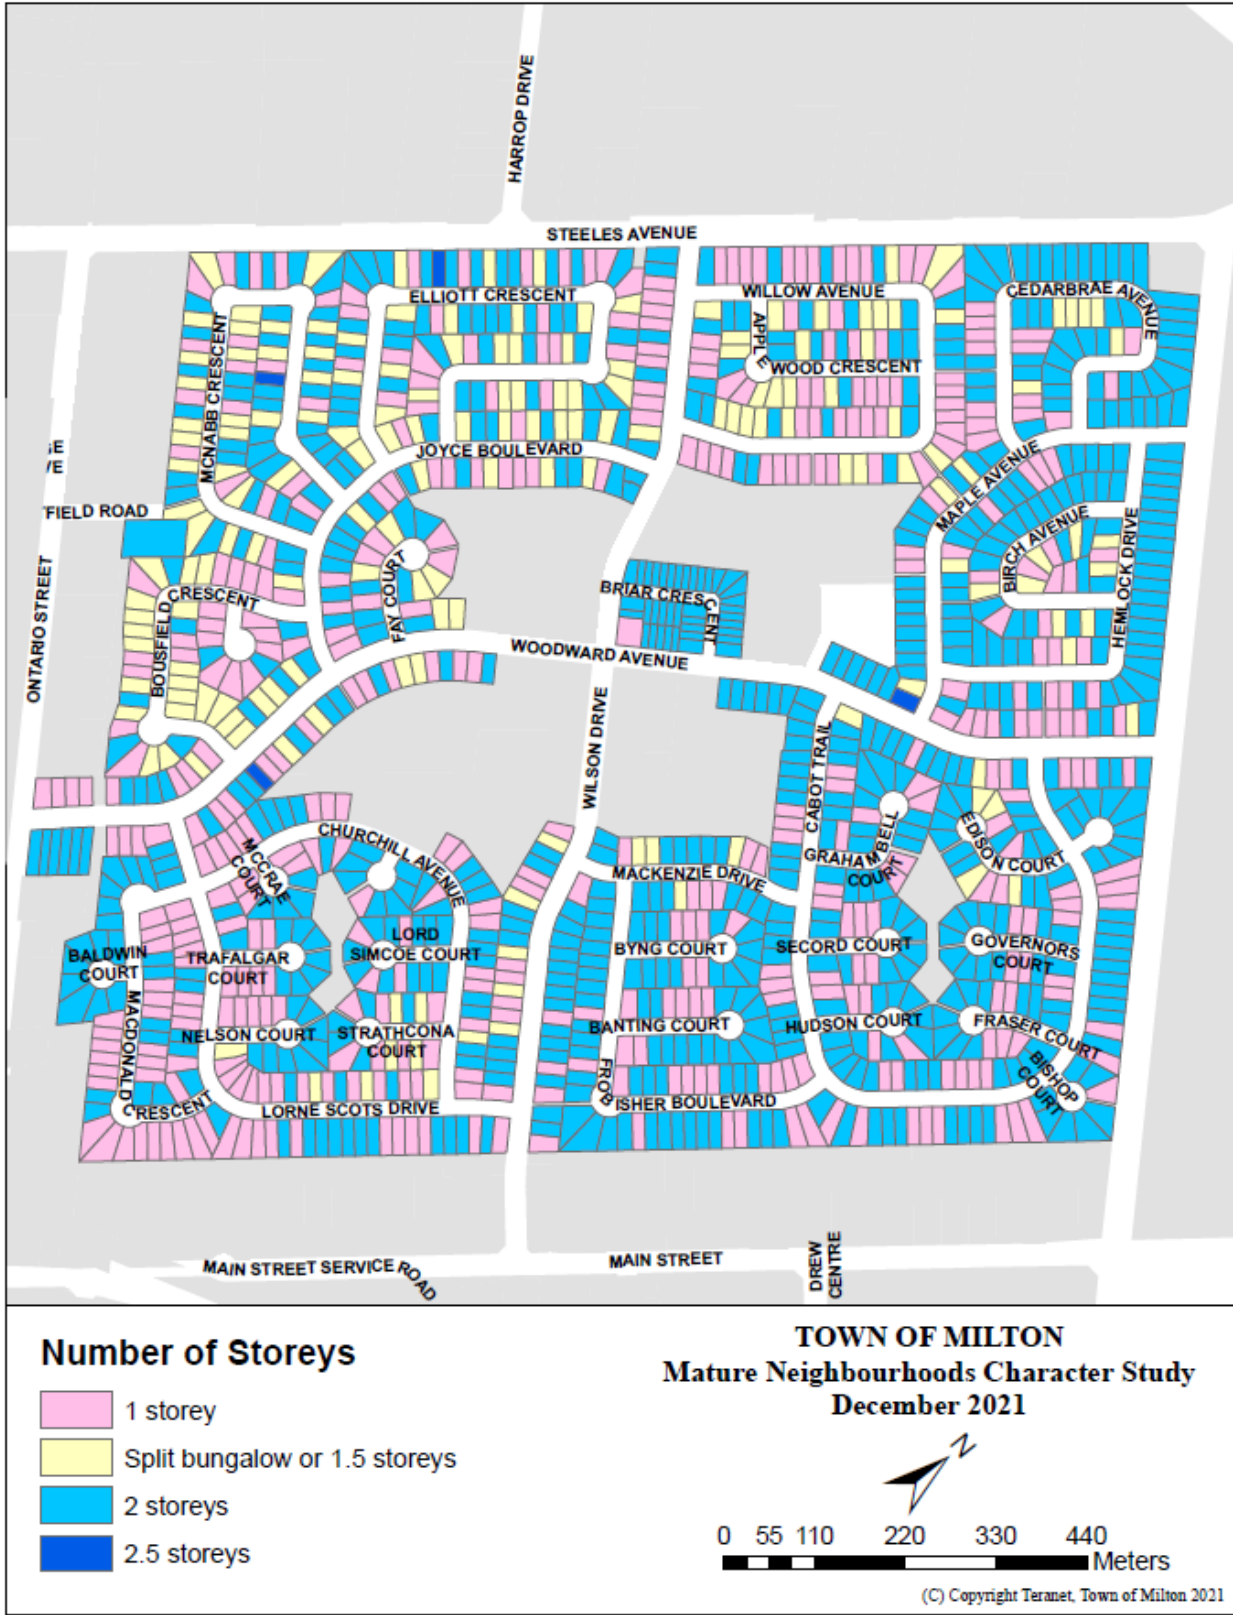 HARROP DRIVE
STEELES AVENUE
ELLIOTT CRESCENT
WILLOW AVENUE
CEDARBRAE AVENUE
APPLE
WOOD CRESCENT
MCNABB CRESCENT
JOYCE BOULEVARD
MAPLE AVENUE
FIELD ROAD
BIRCH AVENUE
HEMLOCK DRIVE
FAY COURT
BRIAR CRESCENT
BOUSFIELD CRESCENT
ONTARIO STREET
WOODWARD AVENUE
WILSON DRIVE
CABOT TRAIL
CHURCHILL AVENUE
MCCRAE
COURT
GRAHAM BELL
COURT
EDISON COURT
MACKENZIE DRIVE
LORD
SIMCOE COURT
BALDWIN
COURT
TRAFALGAR
COURT
BYNG COURT
SECORD COURT
GOVERNORS
COURT
MACDONALD CRESCENT
NELSON COURT
STRATHCONA
COURT
BANTING COURT
HUDSON COURT
FRASER COURT
BISHOP
COURT
LORNE SCOTS DRIVE
FROBISHER BOULEVARD
MAIN STREET SERVICE ROAD
MAIN STREET
DREW
CENTRE
Number of Storeys
1 storey
Split bungalow or 1.5 storeys
2 storeys
2.5 storeys
TOWN OF MILTON
Mature Neighbourhoods Character Study
December 2021
N
0 55 110 220 330 440
Meters
(C) Copyright Teranet, Town of Milton 2021